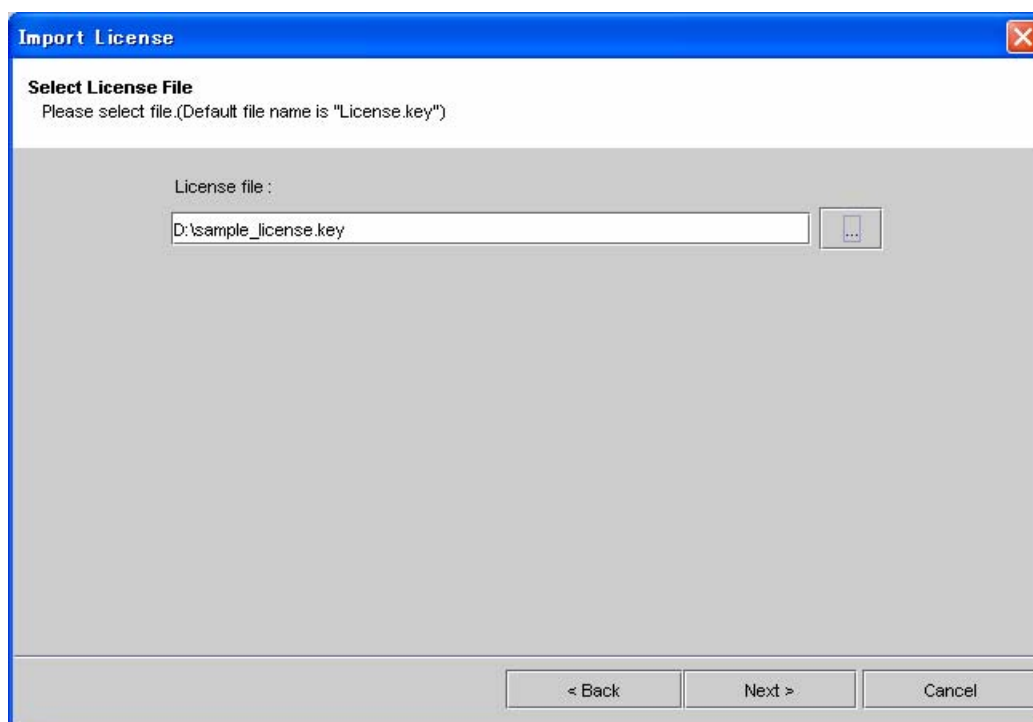 Import License
Select License File
Please select file.(Default file name is "License.key")
License file :
D:\sample_license.key
...
< Back
Next >
Cancel